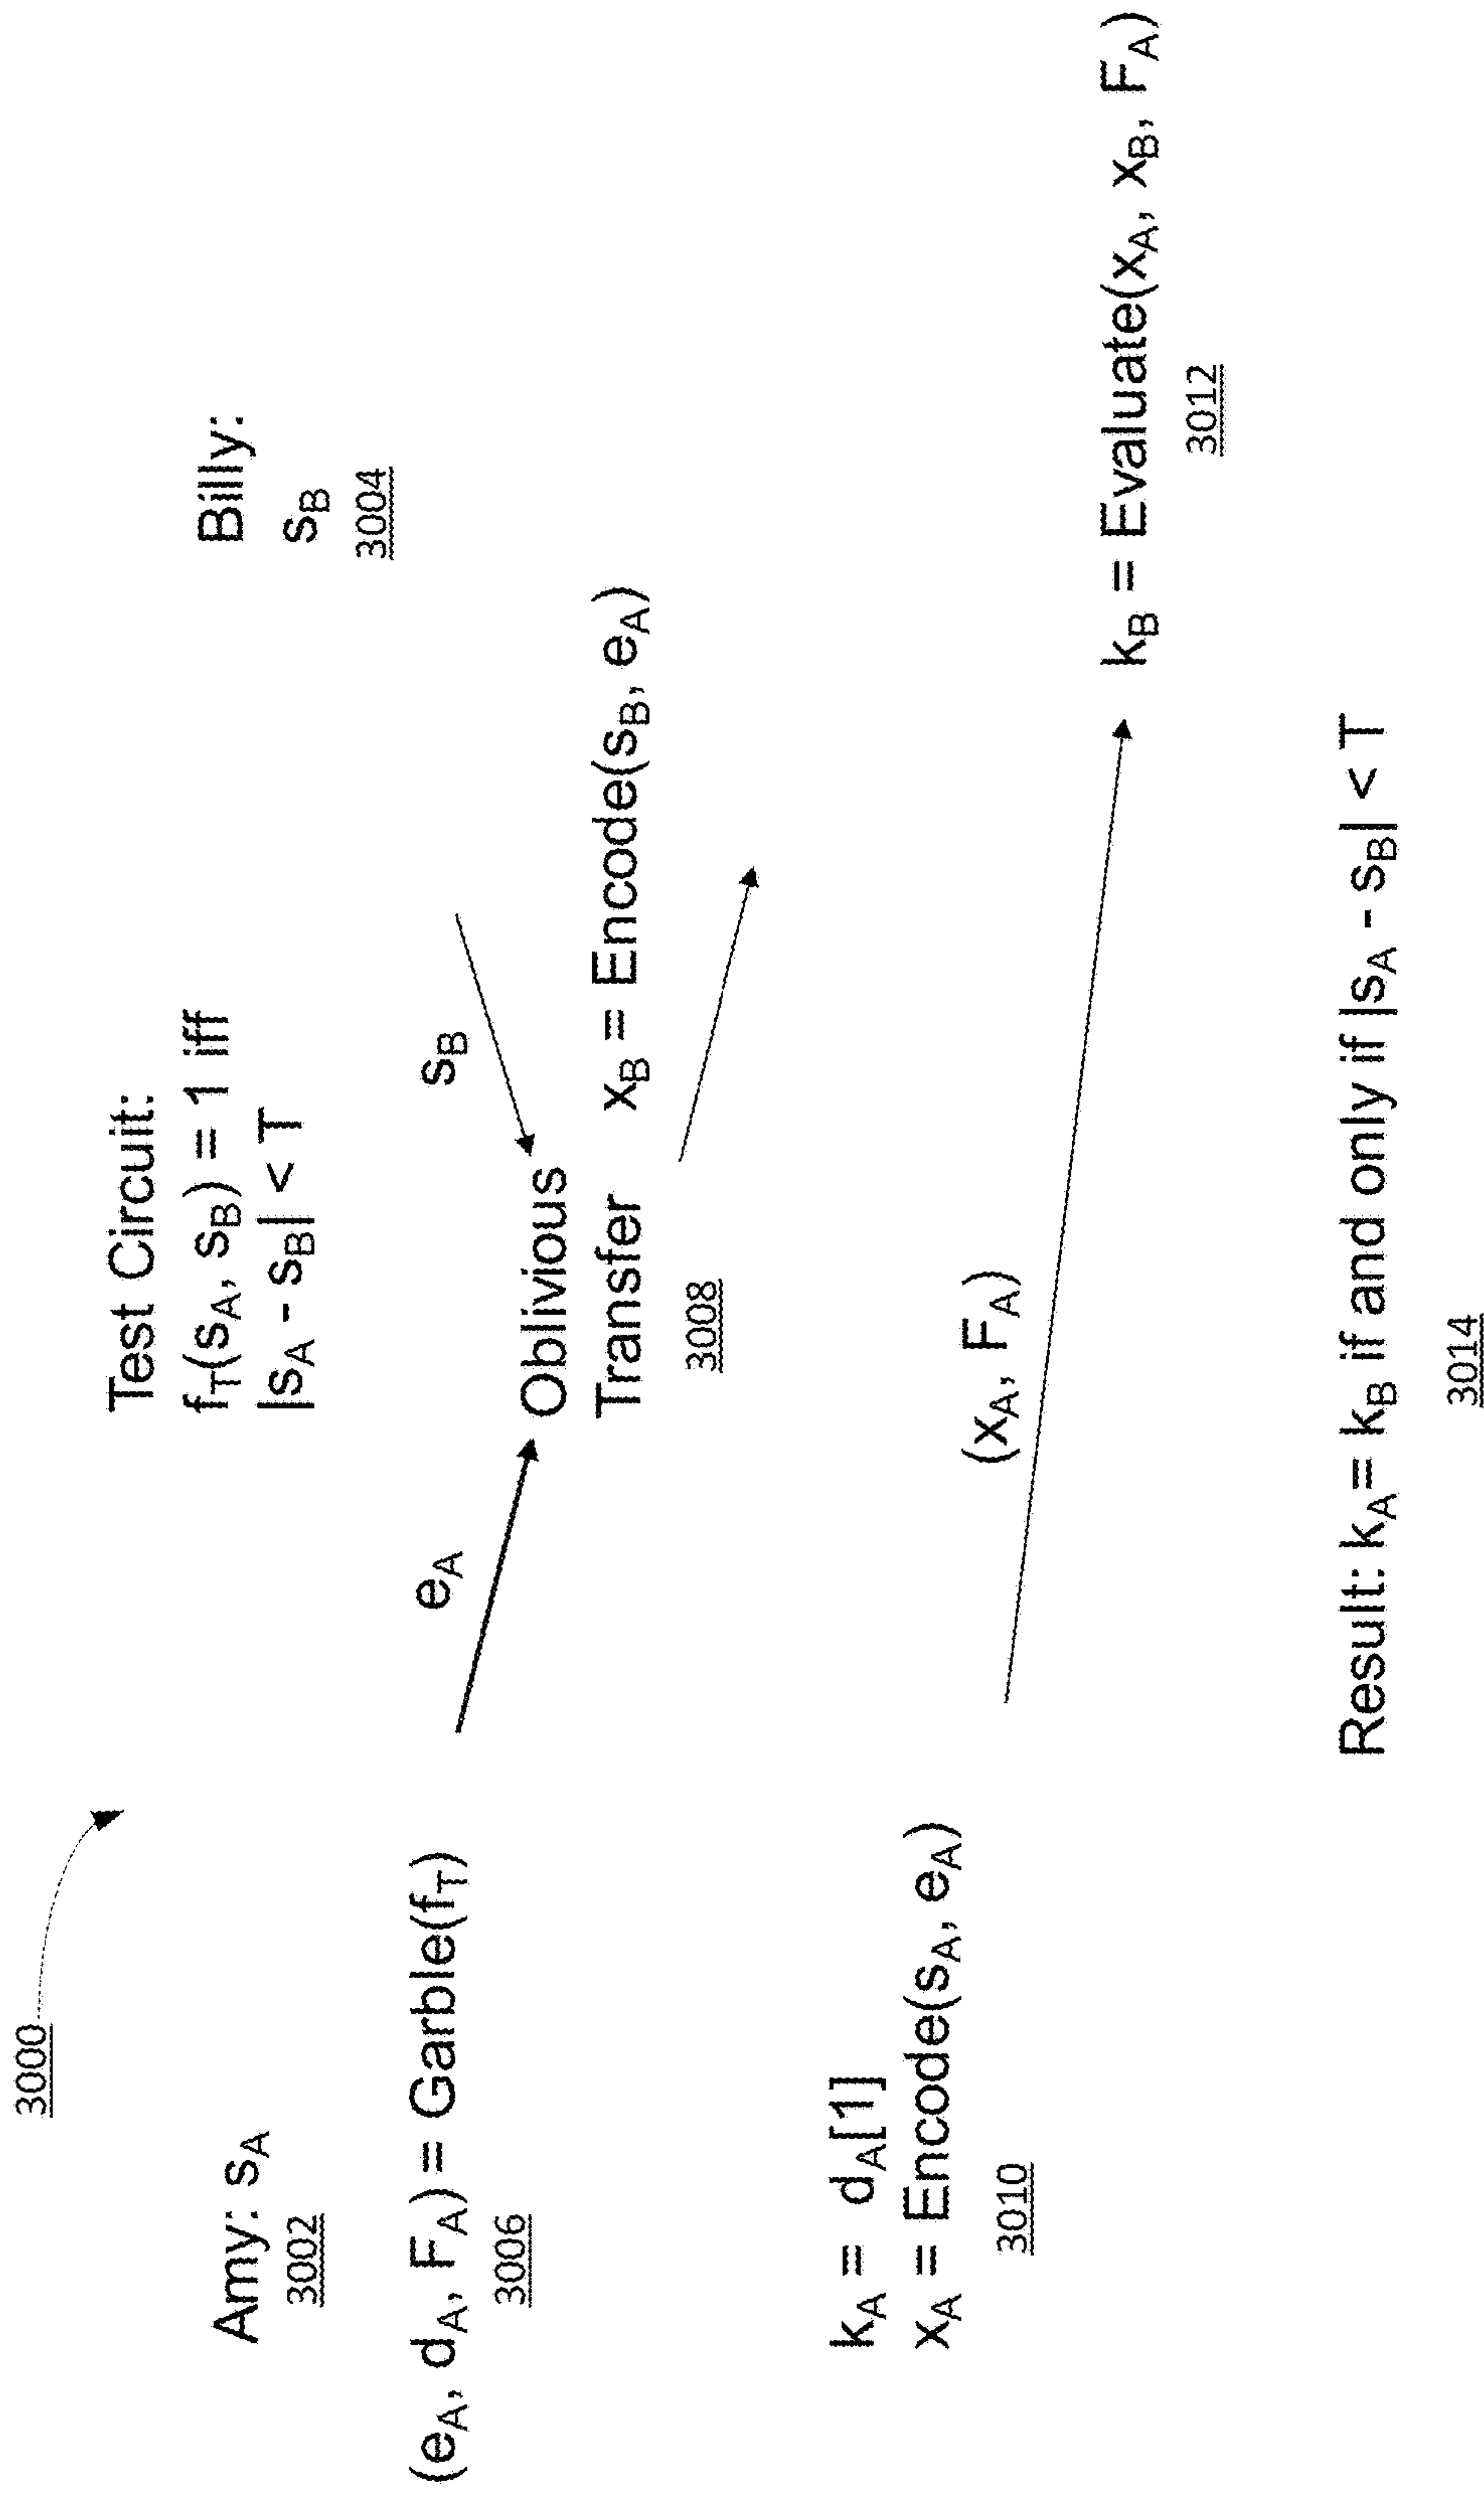 3000
Test Circuit:
f_T(s_A, s_B) = 1 iff
|s_A - s_B| < T
Amy: s_A
3002
Billy:
s_B
3004
(e_A, d_A, F_A) = Garble(f_T)
3006
e_A
s_B
Oblivious
Transfer
3008
x_B = Encode(s_B, e_A)
k_A = d_A[1]
x_A = Encode(s_A, e_A)
3010
(x_A, F_A)
k_B = Evaluate(x_A, x_B, F_A)
3012
Result: k_A = k_B if and only if |s_A - s_B| < T
3014